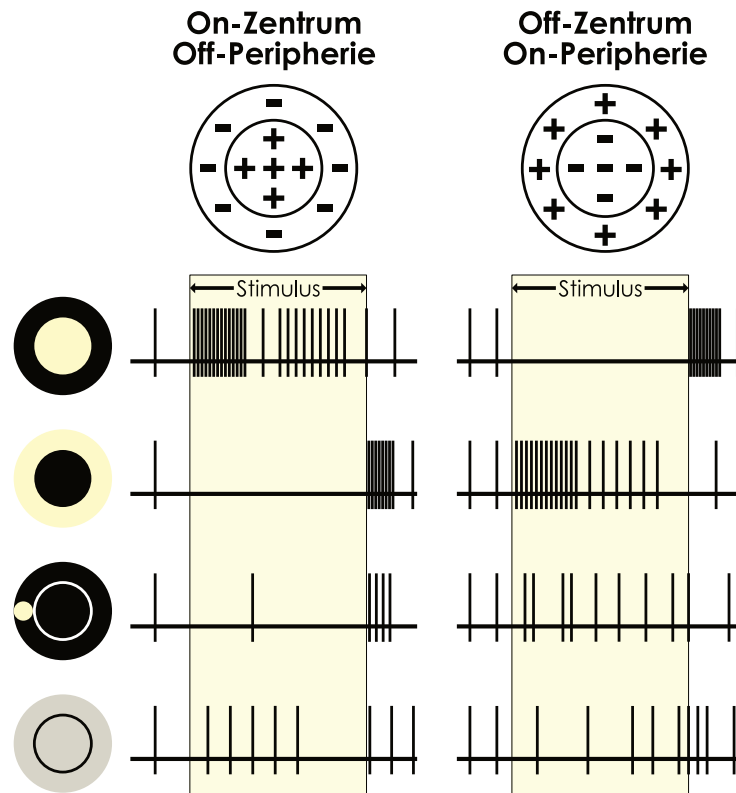 On-Zentrum
Off-Peripherie
Off-Zentrum
On-Peripherie
Stimulus
Stimulus